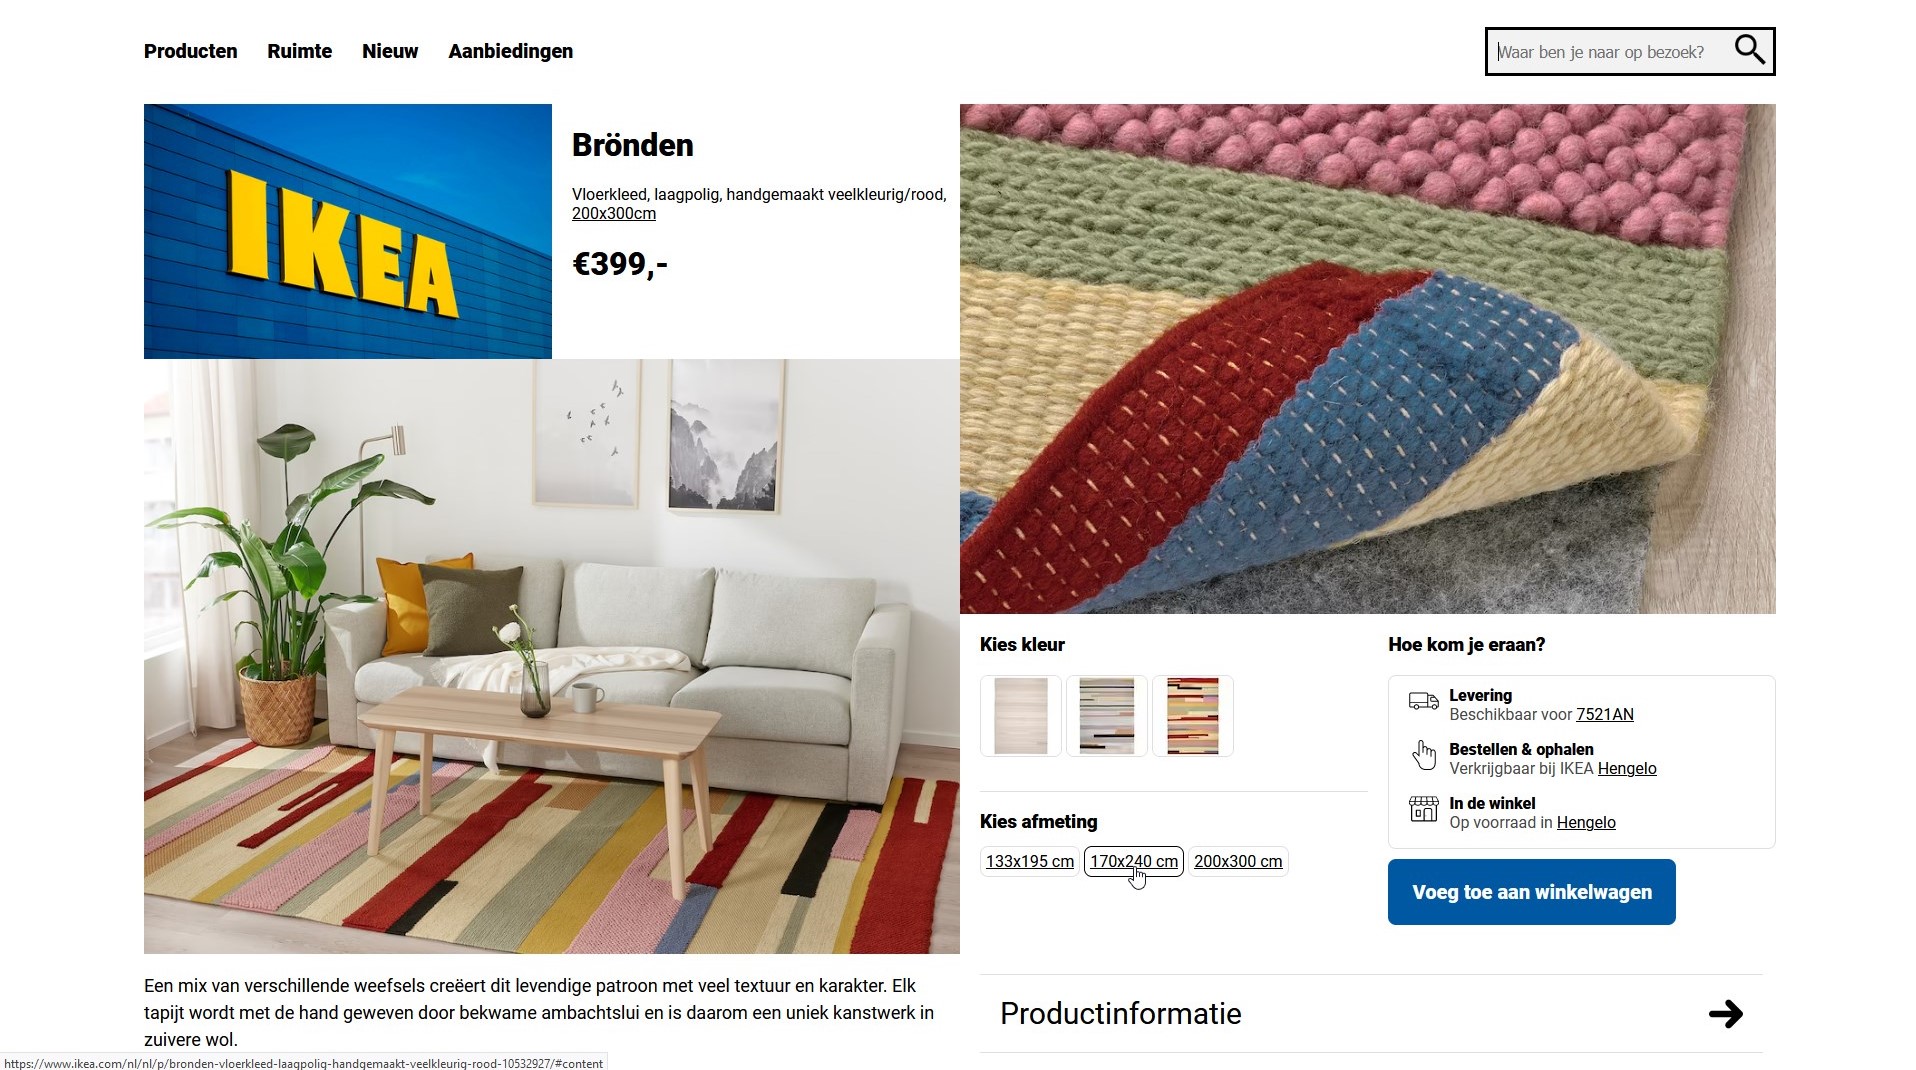 Producten Ruimte Nieuw Aanbiedingen
Waar ben je naar op bezoek?
IKEA
Brönden
Vloerkleed, laagpolig, handgemaakt veelkleurig/rood,
200x300cm
€399,-
Kies kleur
Kies afmeting
133x195 cm 170x240 cm 200x300 cm
Hoe kom je eraan?
Levering
Beschikbaar voor 7521AN
Bestellen & ophalen
Verkrijgbaar bij IKEA Hengelo
In de winkel
Op voorraad in Hengelo
Voeg toe aan winkelwagen
Productinformatie
Een mix van verschillende weefsels creëert dit levendige patroon met veel textuur en karakter. Elk
tapijt wordt met de hand geweven door bekwame ambachtslui en is daarom een uniek kanstwerk in
zuivere wol.
https://www.ikea.com/nl/nl/p/bronden-vloerkleed-laagpolig-handgemaakt-veelkleurig-rood-10532927/#content